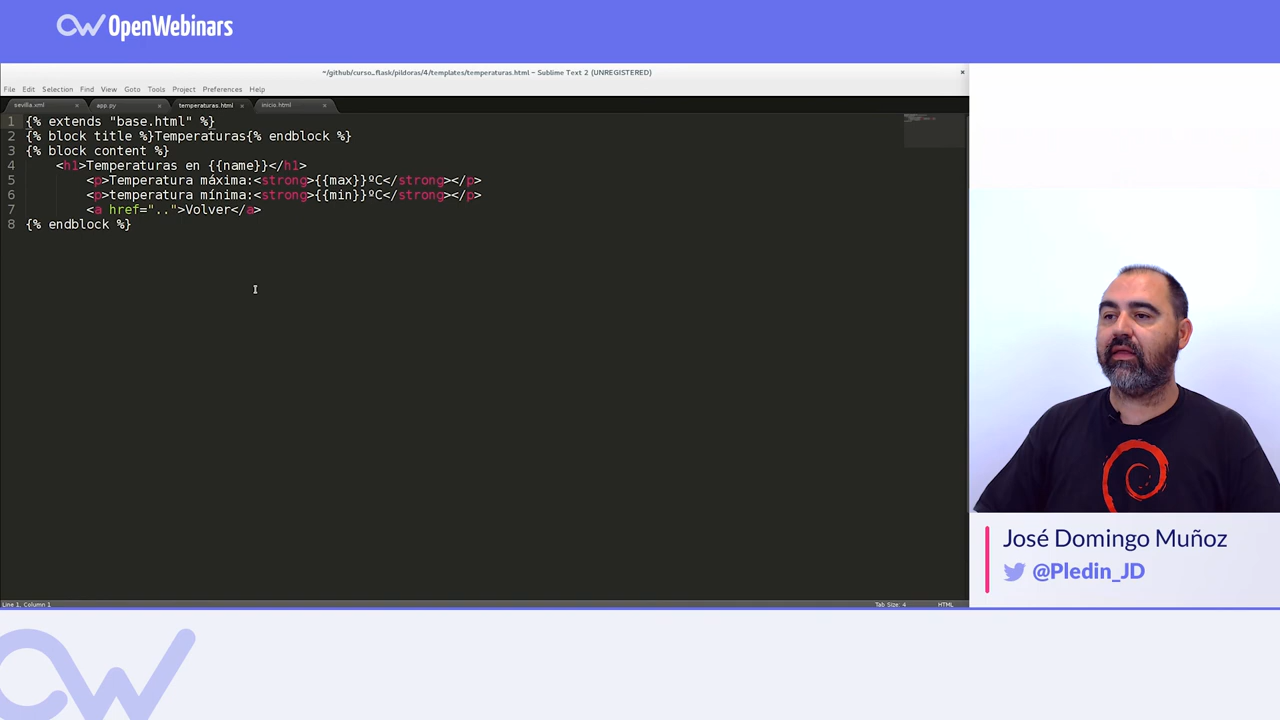 OpenWebinars
~/github/curso_flask/pildoras/4/templates/temperaturas.html – Sublime Text 2 (UNREGISTERED)
File Edit Selection Find View Goto Tools Project Preferences Help
sevilla.xml app.py temperaturas.html inicio.html
1 {% extends "base.html" %}
2 {% block title %}Temperaturas{% endblock %}
3 {% block content %}
4 <h1>Temperaturas en {{name}}</h1>
5 <p>Temperatura máxima:<strong>{{max}}ºC</strong></p>
6 <p>temperatura mínima:<strong>{{min}}ºC</strong></p>
7 <a href="..">Volver</a>
8 {% endblock %}
José Domingo Muñoz
@Pledin_JD
Line 1, Column 1 Tab Size: 4 HTML